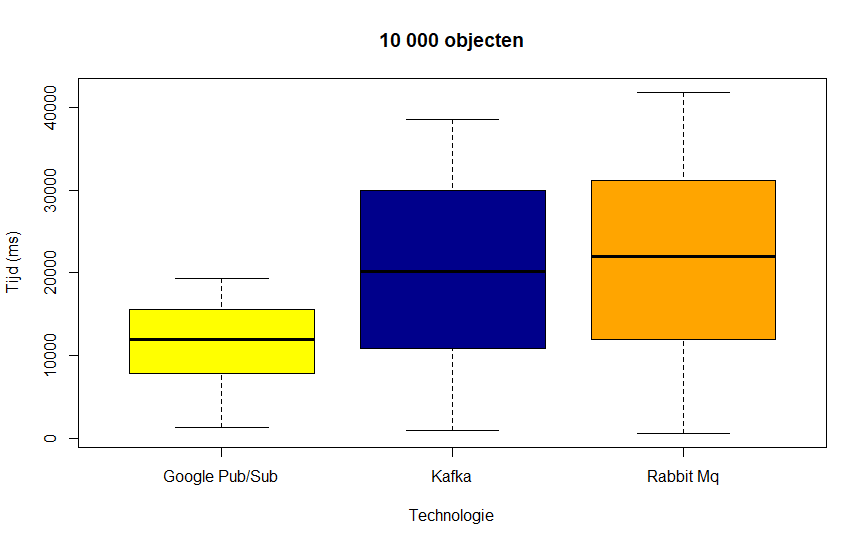 10 000 objecten
Tijd (ms)
40000
30000
20000
10000
0
Google Pub/Sub Kafka Rabbit Mq
Technologie